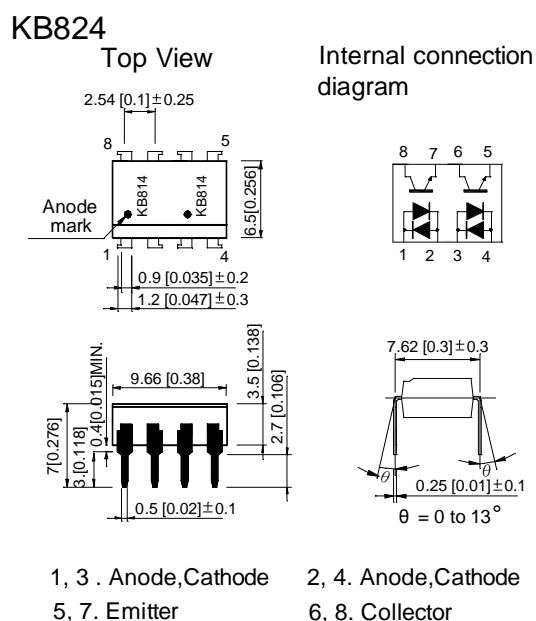 KB824
Top View
Internal connection
diagram
2.54 [0.1]±0.25
8
5
KB814
KB814
Anode
mark
6.5[0.256]
1
4
0.9 [0.035]±0.2
1.2 [0.047]±0.3
8 7 6 5
1 2 3 4
9.66 [0.38]
3.5 [0.138]
2.7 [0.106]
0.4[0.015]MIN.
7[0.276]
3.[0.118]
0.5 [0.02]±0.1
7.62 [0.3]±0.3
θ
θ
0.25 [0.01]±0.1
θ = 0 to 13°
1, 3 . Anode,Cathode
2, 4. Anode,Cathode
5, 7. Emitter
6, 8. Collector